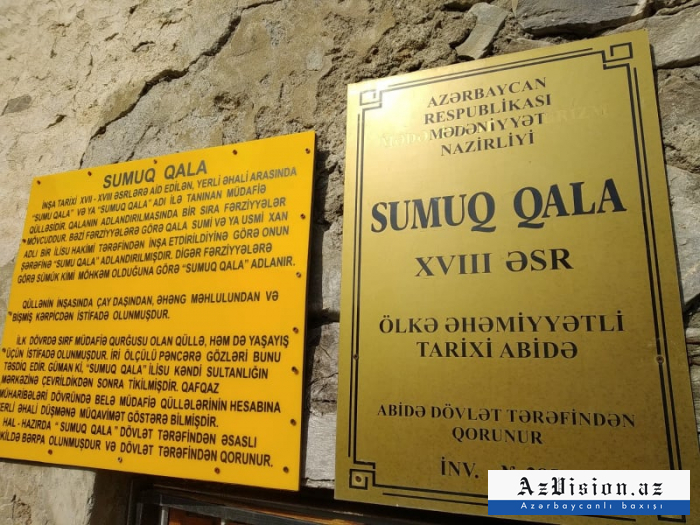 SUMUQ QALA
İNŞA TARİXİ XVII - XVIII ƏSRLƏRƏ AİD EDİLƏN, YERLİ ƏHALİ ARASINDA
"SUMU QALA" VƏ YA "SUMUQ QALA" ADI İLƏ TANINAN MÜDAFİƏ
QÜLLƏSİDİR. QALANIN ADLANDIRILMASINDA BİR SIRA FƏRZİYYƏLƏR
MÖVCUDDUR. BƏZİ FƏRZİYYƏLƏRƏ GÖRƏ QALA SUMİ VƏ YA USMİ XAN
ADLI BİR İLİSU HAKİMİ TƏRƏFİNDƏN İNŞA ETDİRİLDİYİNƏ GÖRƏ ONUN
ŞƏRƏFİNƏ "SUMU QALA" ADLANDIRILMIŞDIR. DİGƏR FƏRZİYYƏLƏRƏ
GÖRƏ SÜMÜK KİMİ MÖHKƏM OLDUĞUNA GÖRƏ "SUMUQ QALA" ADLANIR.
QÜLLƏNİN İNŞASINDA ÇAY DAŞINDAN, ƏHƏNG MƏHLULUNDAN VƏ
BİŞMİŞ KƏRPİCDƏN İSTİFADƏ OLUNMUŞDUR.
İLK DÖVRDƏ SIRF MÜDAFİƏ QURĞUSU OLAN QÜLLƏ, HƏM DƏ YAŞAYIŞ
ÜÇÜN İSTİFADƏ OLUNMUŞDUR. İRİ ÖLÇÜLÜ PƏNCƏRƏ GÖZLƏRİ BUNU
TƏSDİQ EDİR. GÜMAN Kİ, "SUMUQ QALA" İLİSU KƏNDİ SULTANLIĞIN
MƏRKƏZİNƏ ÇEVRİLDİKDƏN SONRA TİKİLMİŞDİR. QAFQAZ
MÜHARİBƏLƏRİ DÖVRÜNDƏ BELƏ MÜDAFİƏ QÜLLƏLƏRİNİN HESABINA
YERLİ ƏHALİ DÜŞMƏNƏ MÜQAVİMƏT GÖSTƏRƏ BİLMİŞDİR.
HAL - HAZIRDA "SUMUQ QALA" DÖVLƏT TƏRƏFİNDƏN ƏSASLI
ŞƏKİLDƏ BƏRPA OLUNMUŞDUR VƏ DÖVLƏT TƏRƏFİNDƏN QORUNUR.
AZƏRBAYCAN
RESPUBLİKASI
MƏDƏNİYYƏT
NAZİRLİYİ
SUMUQ QALA
XVIII ƏSR
ÖLKƏ ƏHƏMİYYƏTLİ
TARİXİ ABİDƏ
ABİDƏ DÖVLƏT TƏRƏFİNDƏN
QORUNUR
İNV.
AzVision.az
Azərbaycanlı baxışı